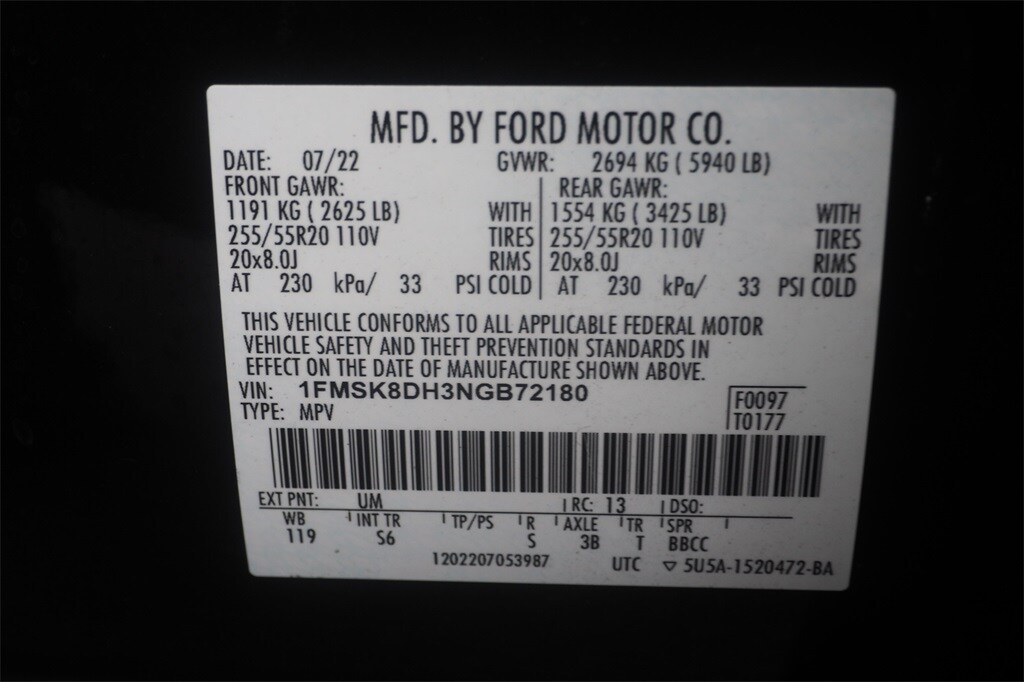 MFD. BY FORD MOTOR CO.
DATE: 07/22 GVWR: 2694 KG ( 5940 LB)
FRONT GAWR: REAR GAWR:
1191 KG ( 2625 LB) WITH 1554 KG ( 3425 LB) WITH
255/55R20 110V TIRES 255/55R20 110V TIRES
20x8.0J RIMS 20x8.0J RIMS
AT 230 kPa/ 33 PSI COLD AT 230 kPa/ 33 PSI COLD
THIS VEHICLE CONFORMS TO ALL APPLICABLE FEDERAL MOTOR
VEHICLE SAFETY AND THEFT PREVENTION STANDARDS IN
EFFECT ON THE DATE OF MANUFACTURE SHOWN ABOVE.
VIN: 1FMSK8DH3NGB72180 F0097
TYPE: MPV T0177
EXT PNT: UM RC: 13 DSO:
WB INT TR TP/PS R AXLE TR SPR
119 S6 S 3B T BBCC
1202207053987 UTC ▽ 5U5A-1520472-BA